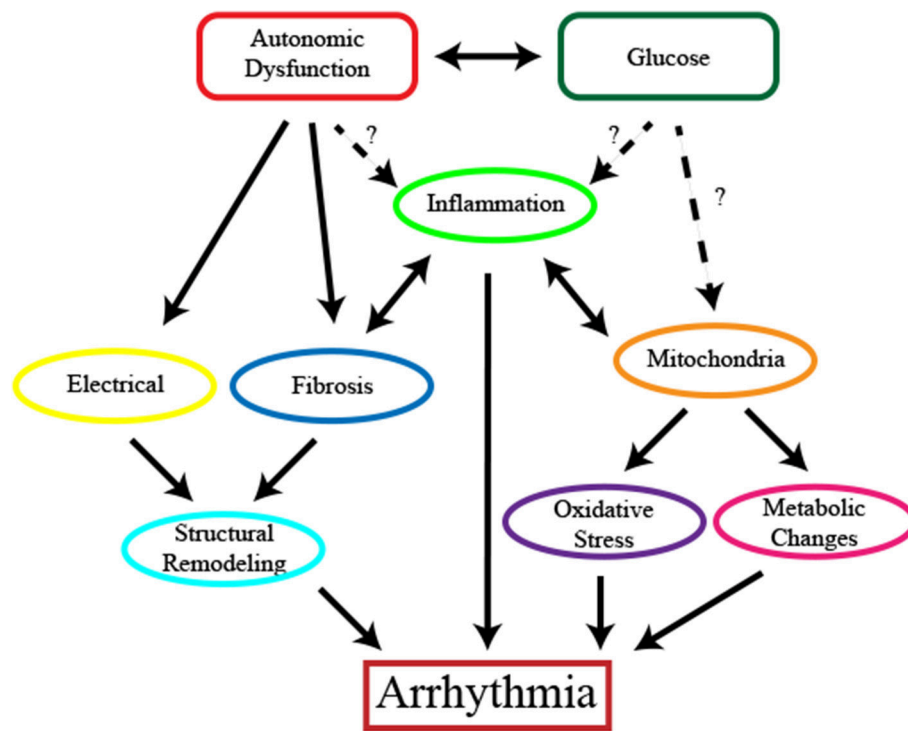 Autonomic
Dysfunction
Glucose
?
?
?
Inflammation
Electrical
Fibrosis
Mitochondria
Structural
Remodeling
Oxidative
Stress
Metabolic
Changes
Arrhythmia